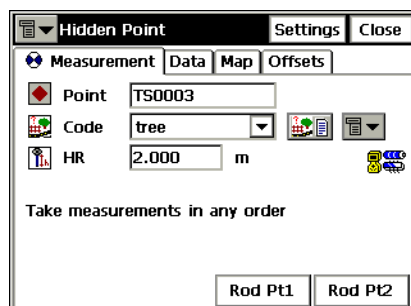 Hidden Point Settings Close
Measurement Data Map Offsets
Point TS0003
Code tree
HR 2.000 m
Take measurements in any order
Rod Pt1 Rod Pt2